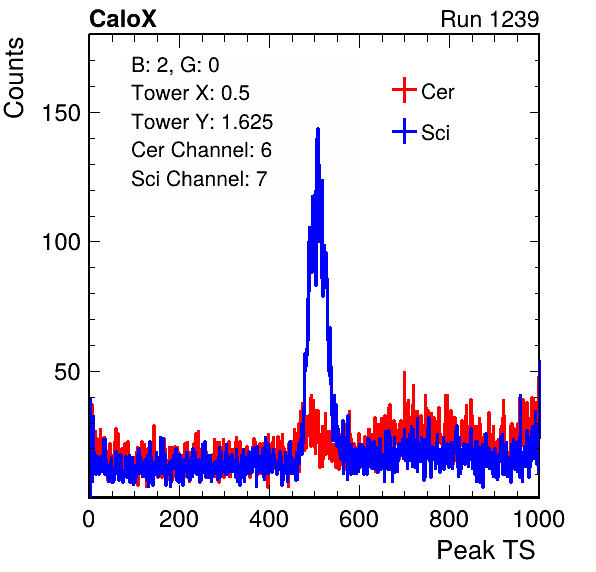 CaloX Run 1239
Counts
B: 2, G: 0
Tower X: 0.5
Tower Y: 1.625
Cer Channel: 6
Sci Channel: 7
Cer
Sci
150
100
50
0 200 400 600 800 1000
Peak TS